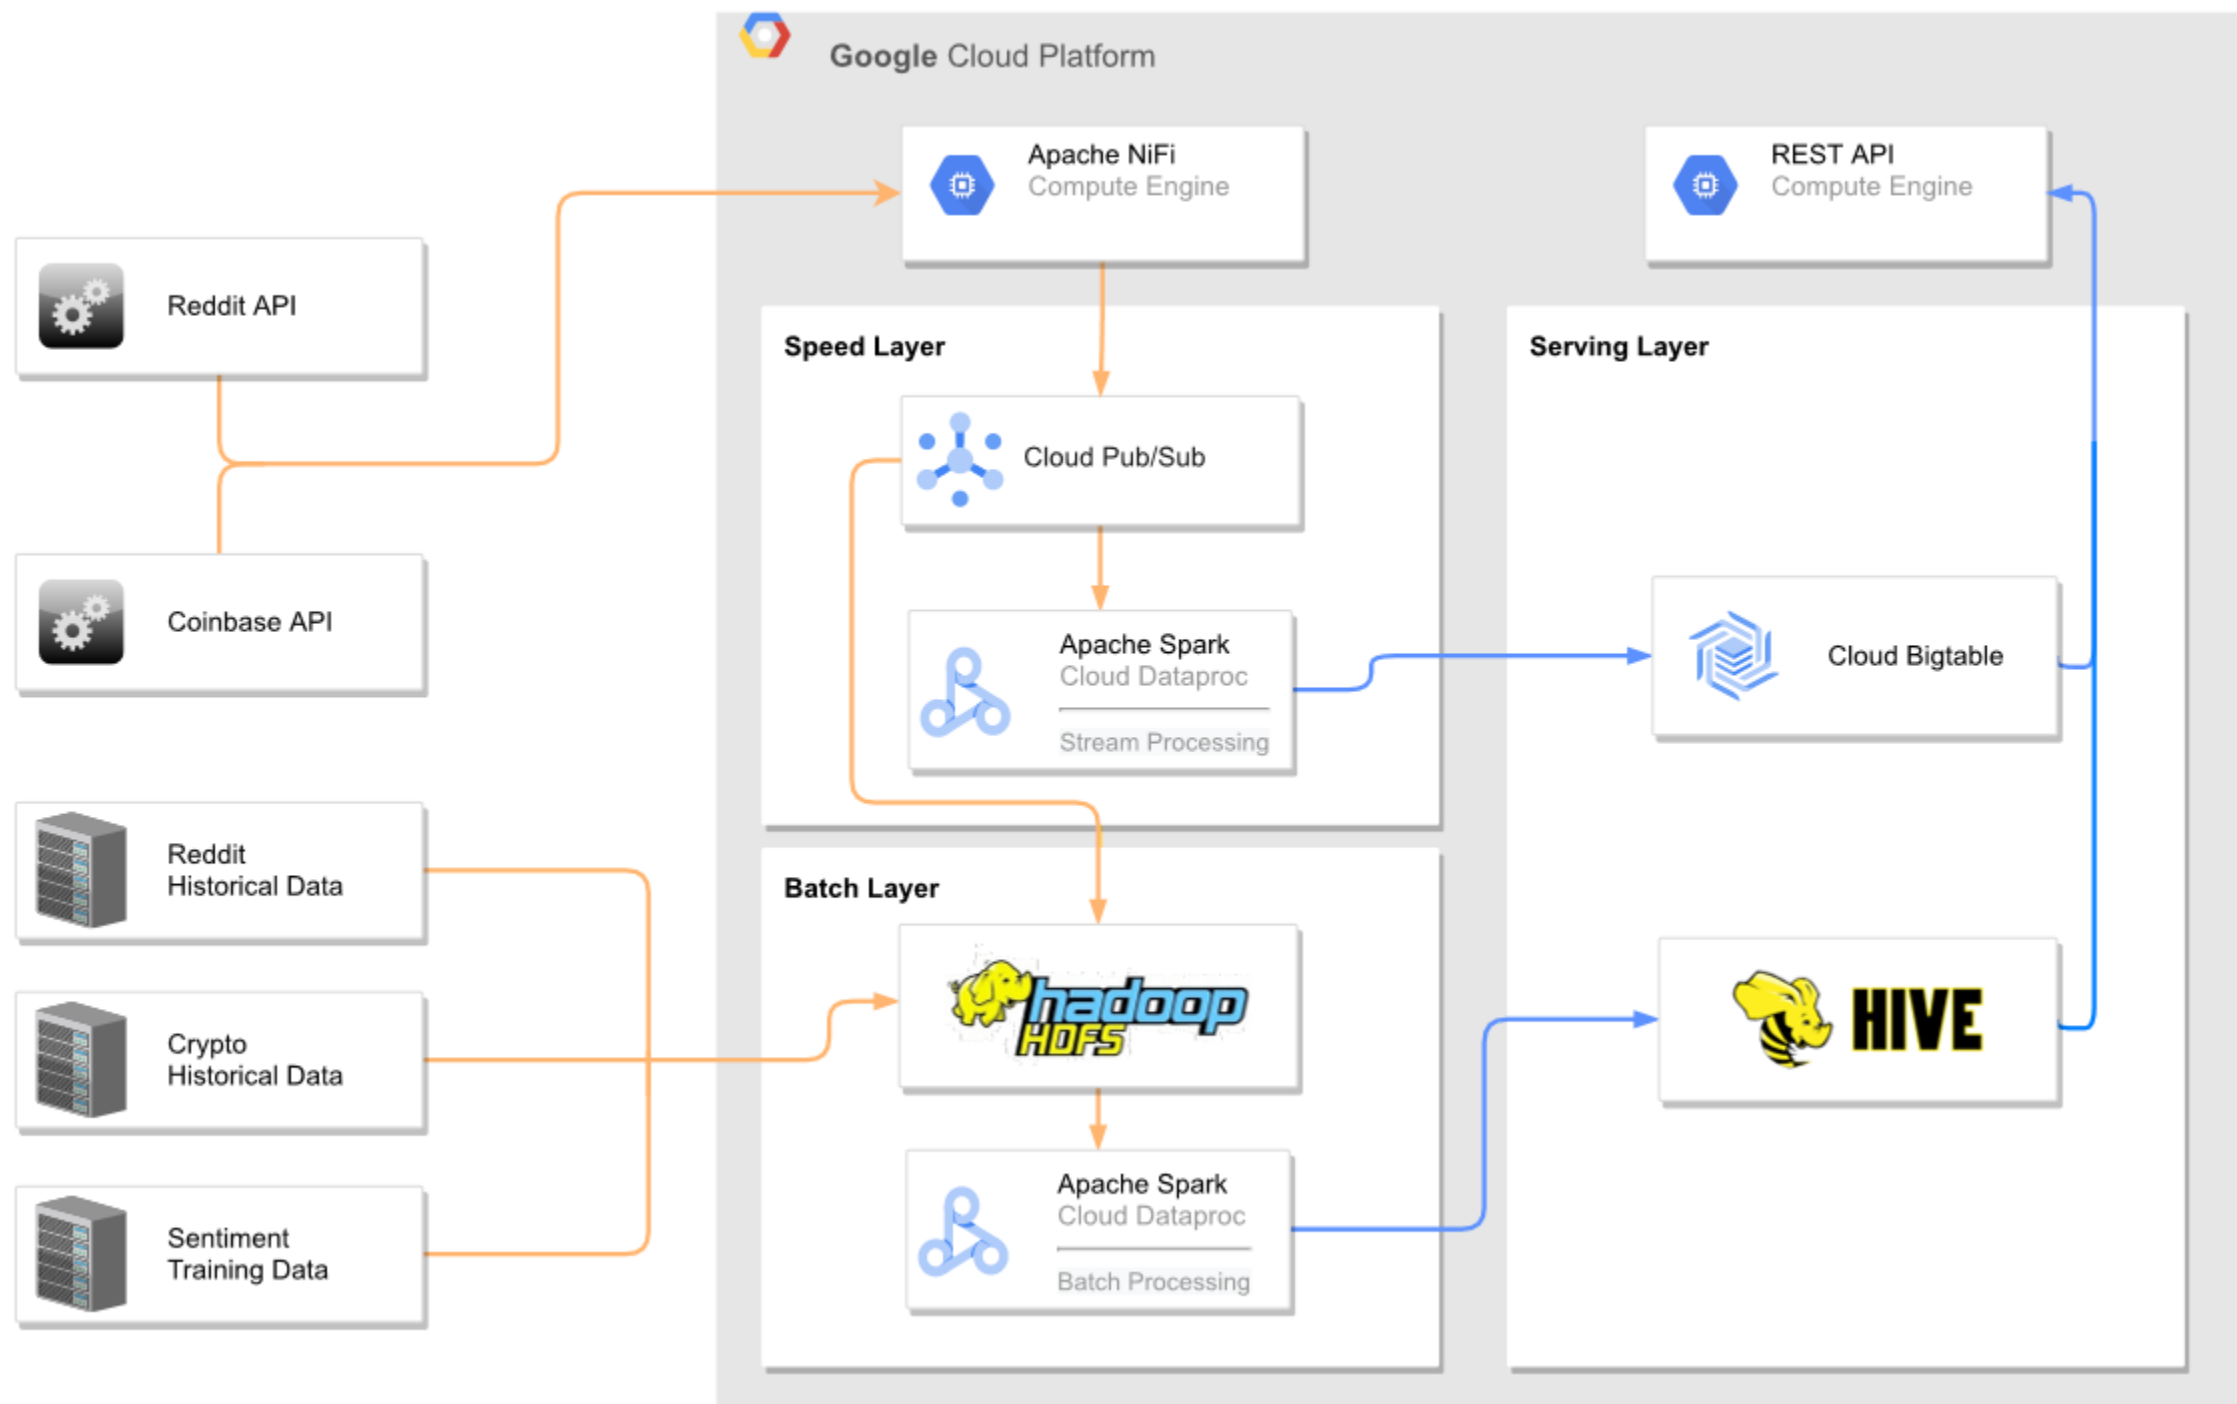 Google Cloud Platform
Apache NiFi
Compute Engine
REST API
Compute Engine
Reddit API
Coinbase API
Reddit
Historical Data
Crypto
Historical Data
Sentiment
Training Data
Speed Layer
Cloud Pub/Sub
Apache Spark
Cloud Dataproc
Stream Processing
Batch Layer
hadoop
HDFS
Apache Spark
Cloud Dataproc
Batch Processing
Serving Layer
Cloud Bigtable
HIVE